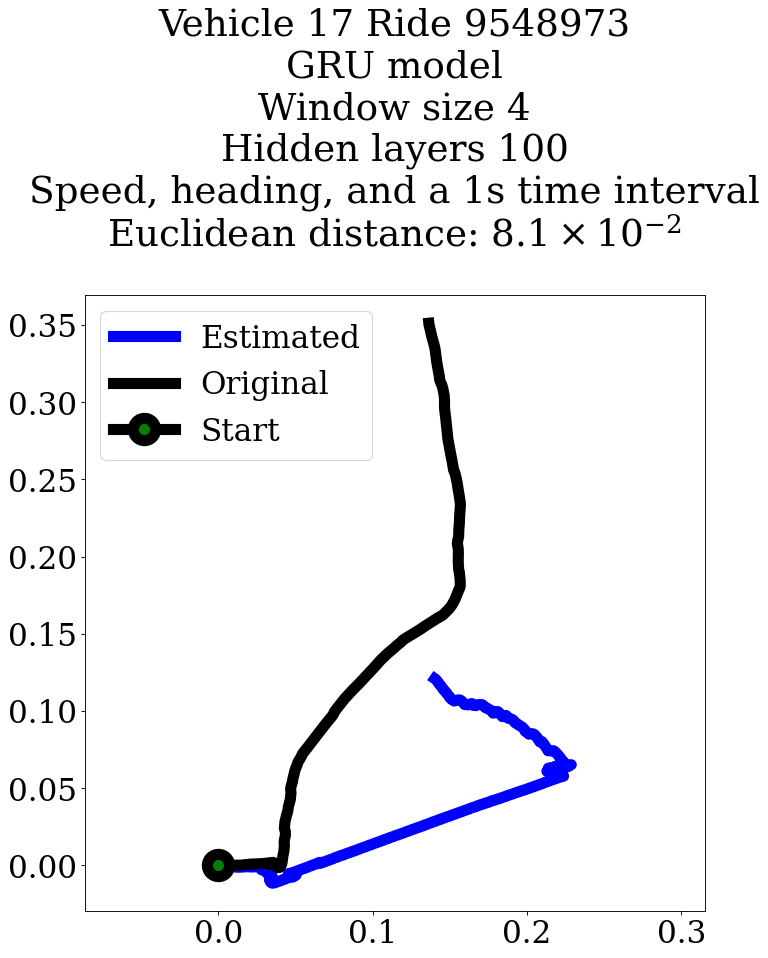 Vehicle 17 Ride 9548973
GRU model
Window size 4
Hidden layers 100
Speed, heading, and a 1s time interval
Euclidean distance: 8.1 × 10⁻²
Estimated
Original
Start
0.35
0.30
0.25
0.20
0.15
0.10
0.05
0.00
0.0 0.1 0.2 0.3